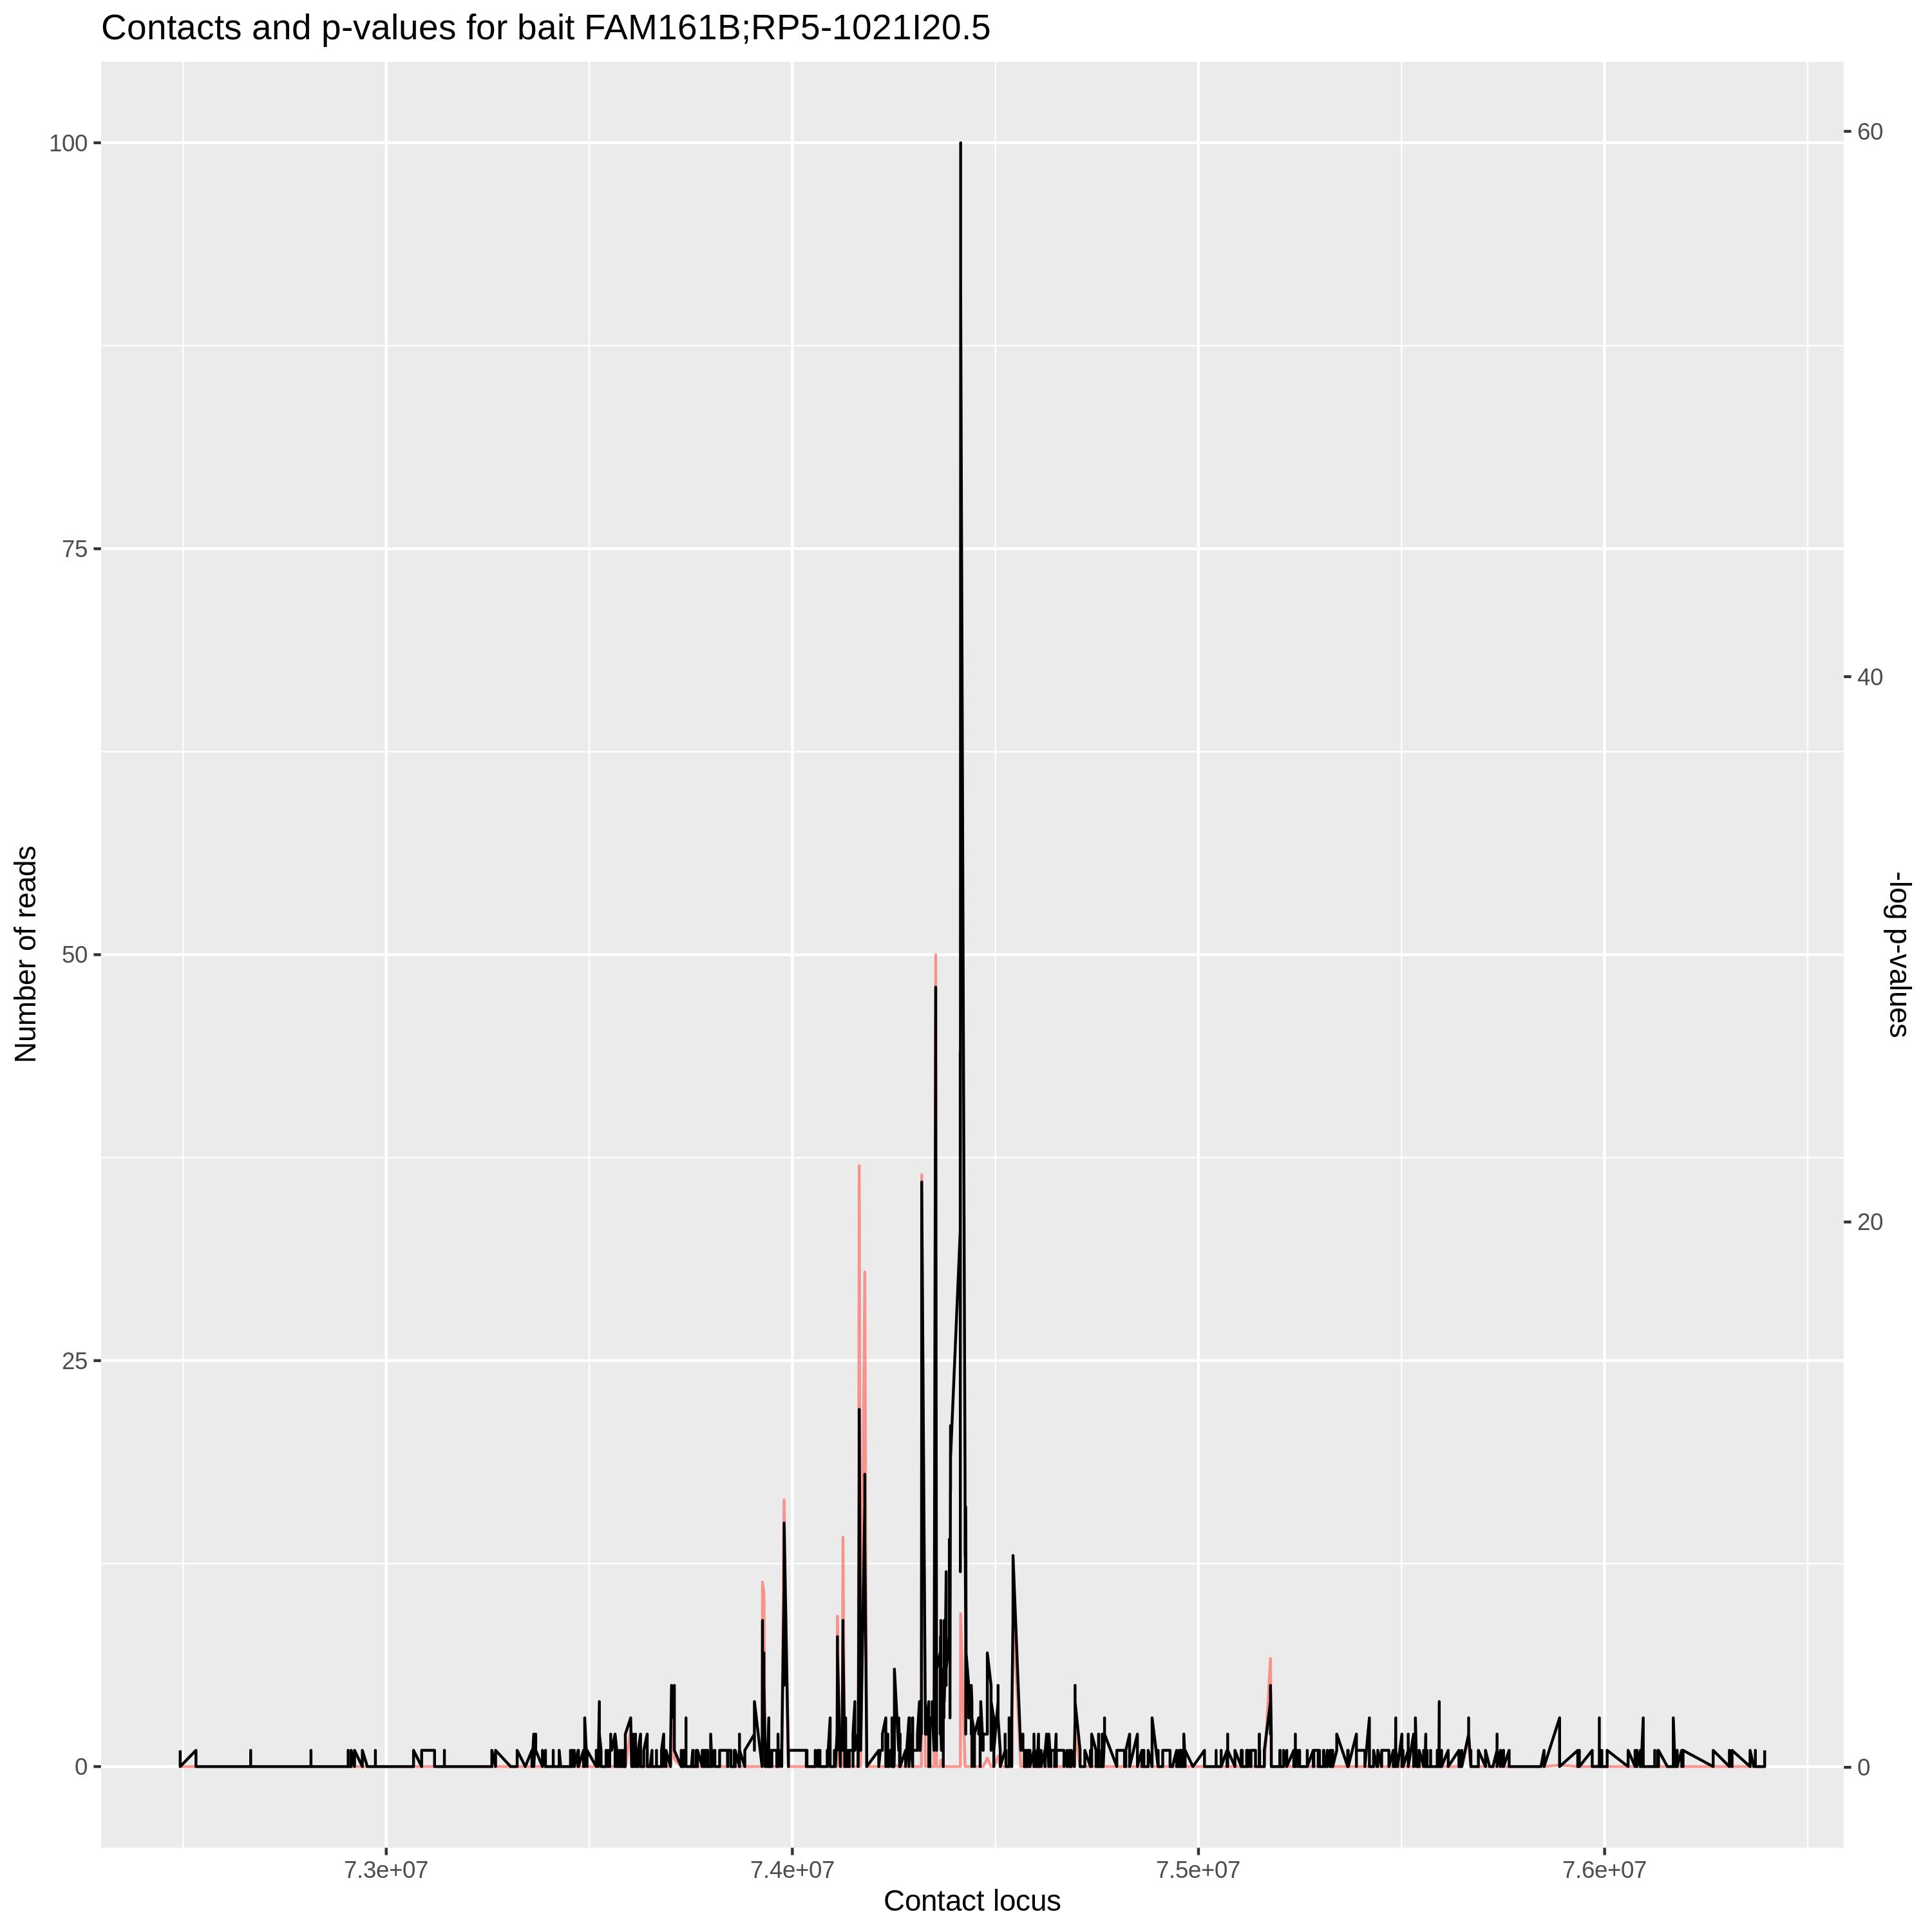 Contacts and p-values for bait FAM161B;RP5-1021I20.5
100
75
50
25
0
Number of reads
60
40
20
0
-log p-values
7.3e+07
7.4e+07
7.5e+07
7.6e+07
Contact locus